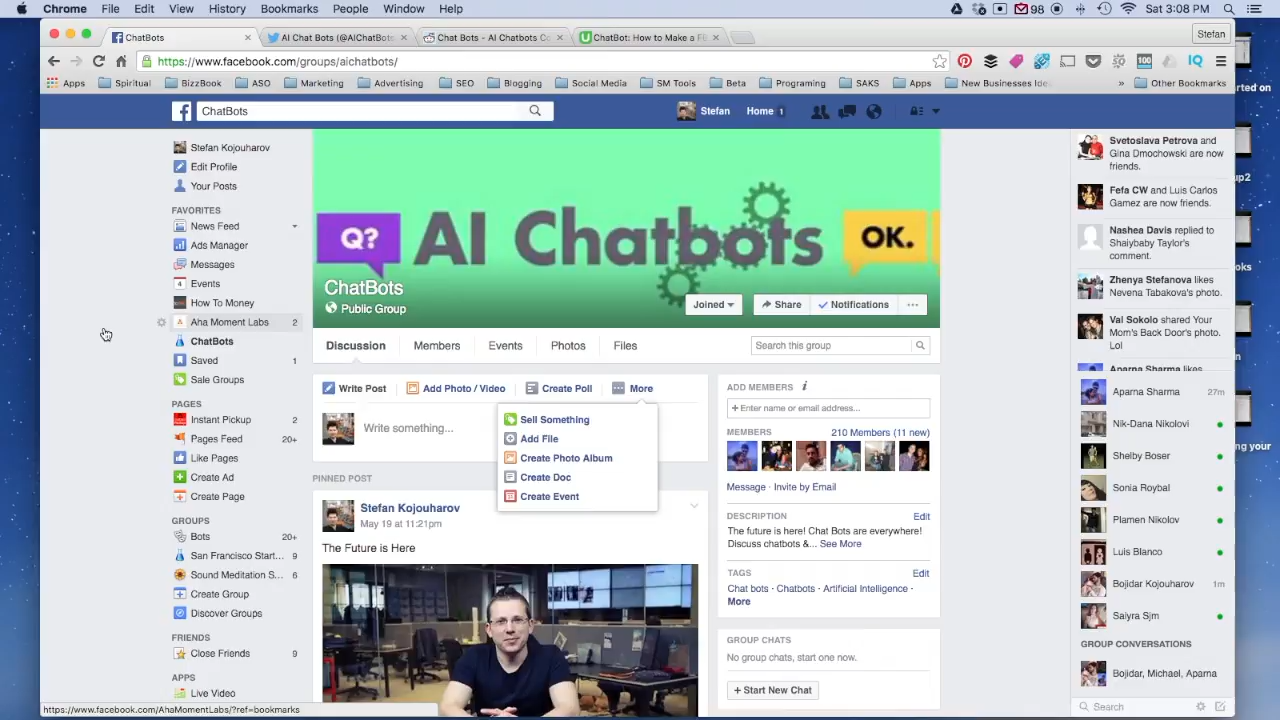 Chrome File Edit View History Bookmarks People Window Help 98 Sat 3:08 PM
ChatBots
AI Chat Bots (@AIChatBots
Chat Bots - AI Chatbots Co
ChatBot: How to Make a FB
Stefan
https://www.facebook.com/groups/aichatbots/
100 IQ
Apps Spiritual BizzBook ASO Marketing Advertising SEO Blogging Social Media SM Tools Beta Programing SAKS Apps New Businesses Ides » Other Bookmarks
ChatBots
Stefan Home 1
Stefan Kojouharov
Edit Profile
Your Posts
FAVORITES
News Feed
Ads Manager
Messages
4 Events
How To Money
Aha Moment Labs 2
ChatBots
Saved 1
Sale Groups
PAGES
Instant Pickup 2
Pages Feed 20+
Like Pages
Create Ad
Create Page
GROUPS
Bots 20+
San Francisco Start... 9
Sound Meditation S... 6
Create Group
Discover Groups
FRIENDS
Close Friends 9
APPS
Live Video
https://www.facebook.com/AhaMomentLabs/?ref=bookmarks
Q? AI Chatbots OK.
ChatBots
Public Group
Joined Share Notifications ...
Discussion Members Events Photos Files Search this group
Write Post Add Photo / Video Create Poll More
Write something...
Sell Something
Add File
Create Photo Album
Create Doc
Create Event
PINNED POST
Stefan Kojouharov
May 19 at 11:21pm
The Future is Here
ADD MEMBERS i
+ Enter name or email address...
MEMBERS 210 Members (11 new)
Message · Invite by Email
DESCRIPTION Edit
The future is here! Chat Bots are everywhere!
Discuss chatbots &... See More
TAGS Edit
Chat bots · Chatbots · Artificial Intelligence ·
More
GROUP CHATS
No group chats, start one now.
+ Start New Chat
Svetoslava Petrova and
Gina Dmochowski are now
friends.
Fefa CW and Luis Carlos
Gamez are now friends.
Nashea Davis replied to
Shaiybaby Taylor's
comment.
Zhenya Stefanova likes
Nevena Tabakova's photo.
Val Sokolo shared Your
Mom's Back Door's photo.
Lol
Aparna Sharma likes
Aparna Sharma 27m
Nik-Dana Nikolovi
Shelby Boser
Sonia Roybal
Plamen Nikolov
Luis Blanco
Bojidar Kojouharov 1m
Saiyra Sjm
GROUP CONVERSATIONS
Bojidar, Michael, Aparna
Search